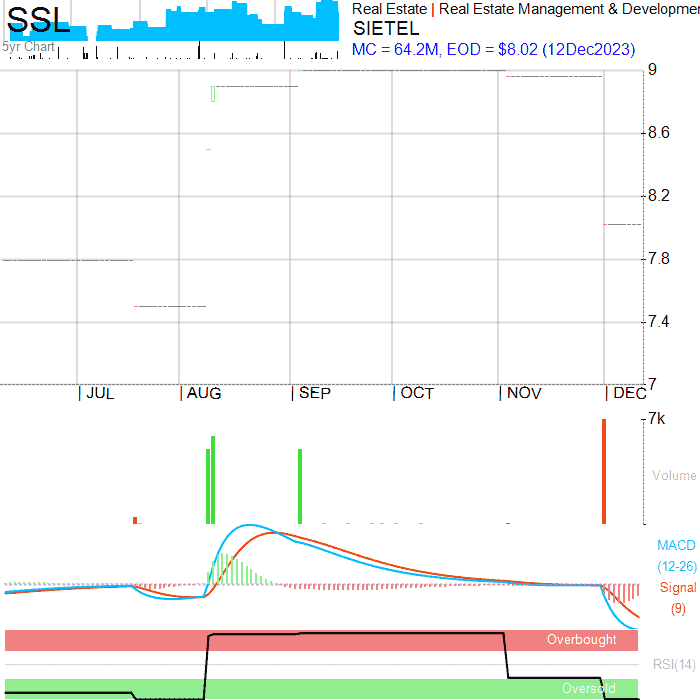 SSL
5yr Chart
Real Estate | Real Estate Management & Developmen
SIETEL
MC = 64.2M, EOD = $8.02 (12Dec2023)
9
8.6
8.2
7.8
7.4
7
JUL AUG SEP OCT NOV DEC
7k
Volume
MACD
(12-26)
Signal
(9)
Overbought
RSI(14)
Oversold